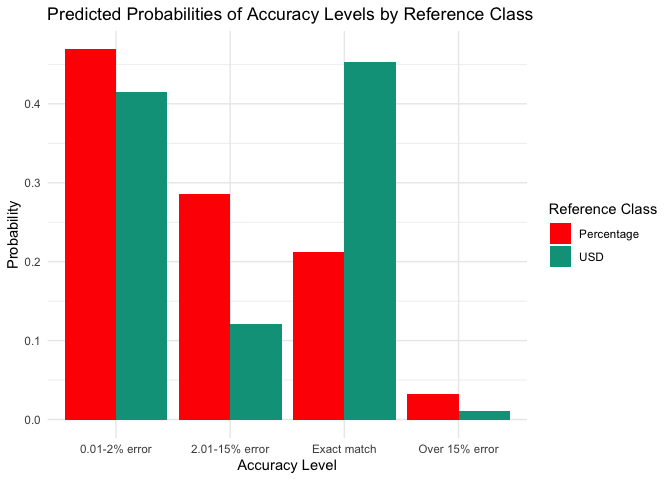 Predicted Probabilities of Accuracy Levels by Reference Class
Probability
0.4
0.3
0.2
0.1
0.0
0.01-2% error
2.01-15% error
Exact match
Over 15% error
Accuracy Level
Reference Class
Percentage
USD